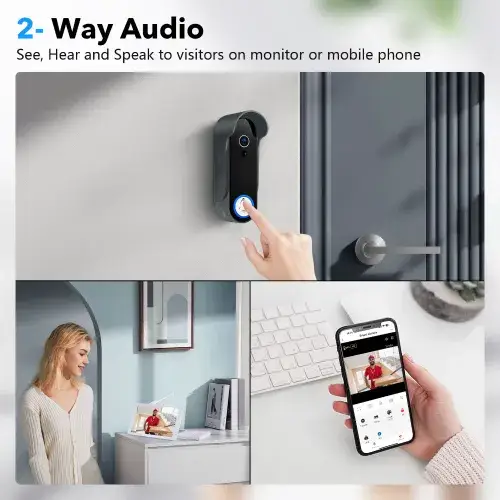 2- Way Audio
See, Hear and Speak to visitors on monitor or mobile phone